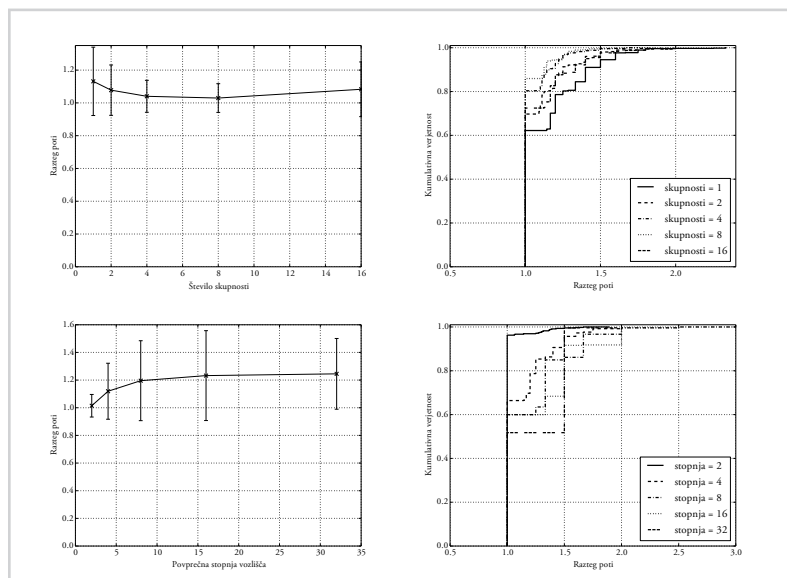 1.2
1.0
0.8
0.6
0.4
0.2
0.0
0 2 4 6 8 10 12 14 16
Razteg poti
Število skupnosti
1.0
0.8
0.6
0.4
0.2
0.0
0.5 1.0 1.5 2.0
Kumulativna verjetnost
Razteg poti
skupnosti = 1
skupnosti = 2
skupnosti = 4
skupnosti = 8
skupnosti = 16
1.6
1.4
1.2
1.0
0.8
0.6
0.4
0.2
0.0
0 5 10 15 20 25 30 35
Razteg poti
Povprečna stopnja vozlišča
1.0
0.8
0.6
0.4
0.2
0.0
0.5 1.0 1.5 2.0 2.5 3.0
Kumulativna verjetnost
Razteg poti
stopnja = 2
stopnja = 4
stopnja = 8
stopnja = 16
stopnja = 32